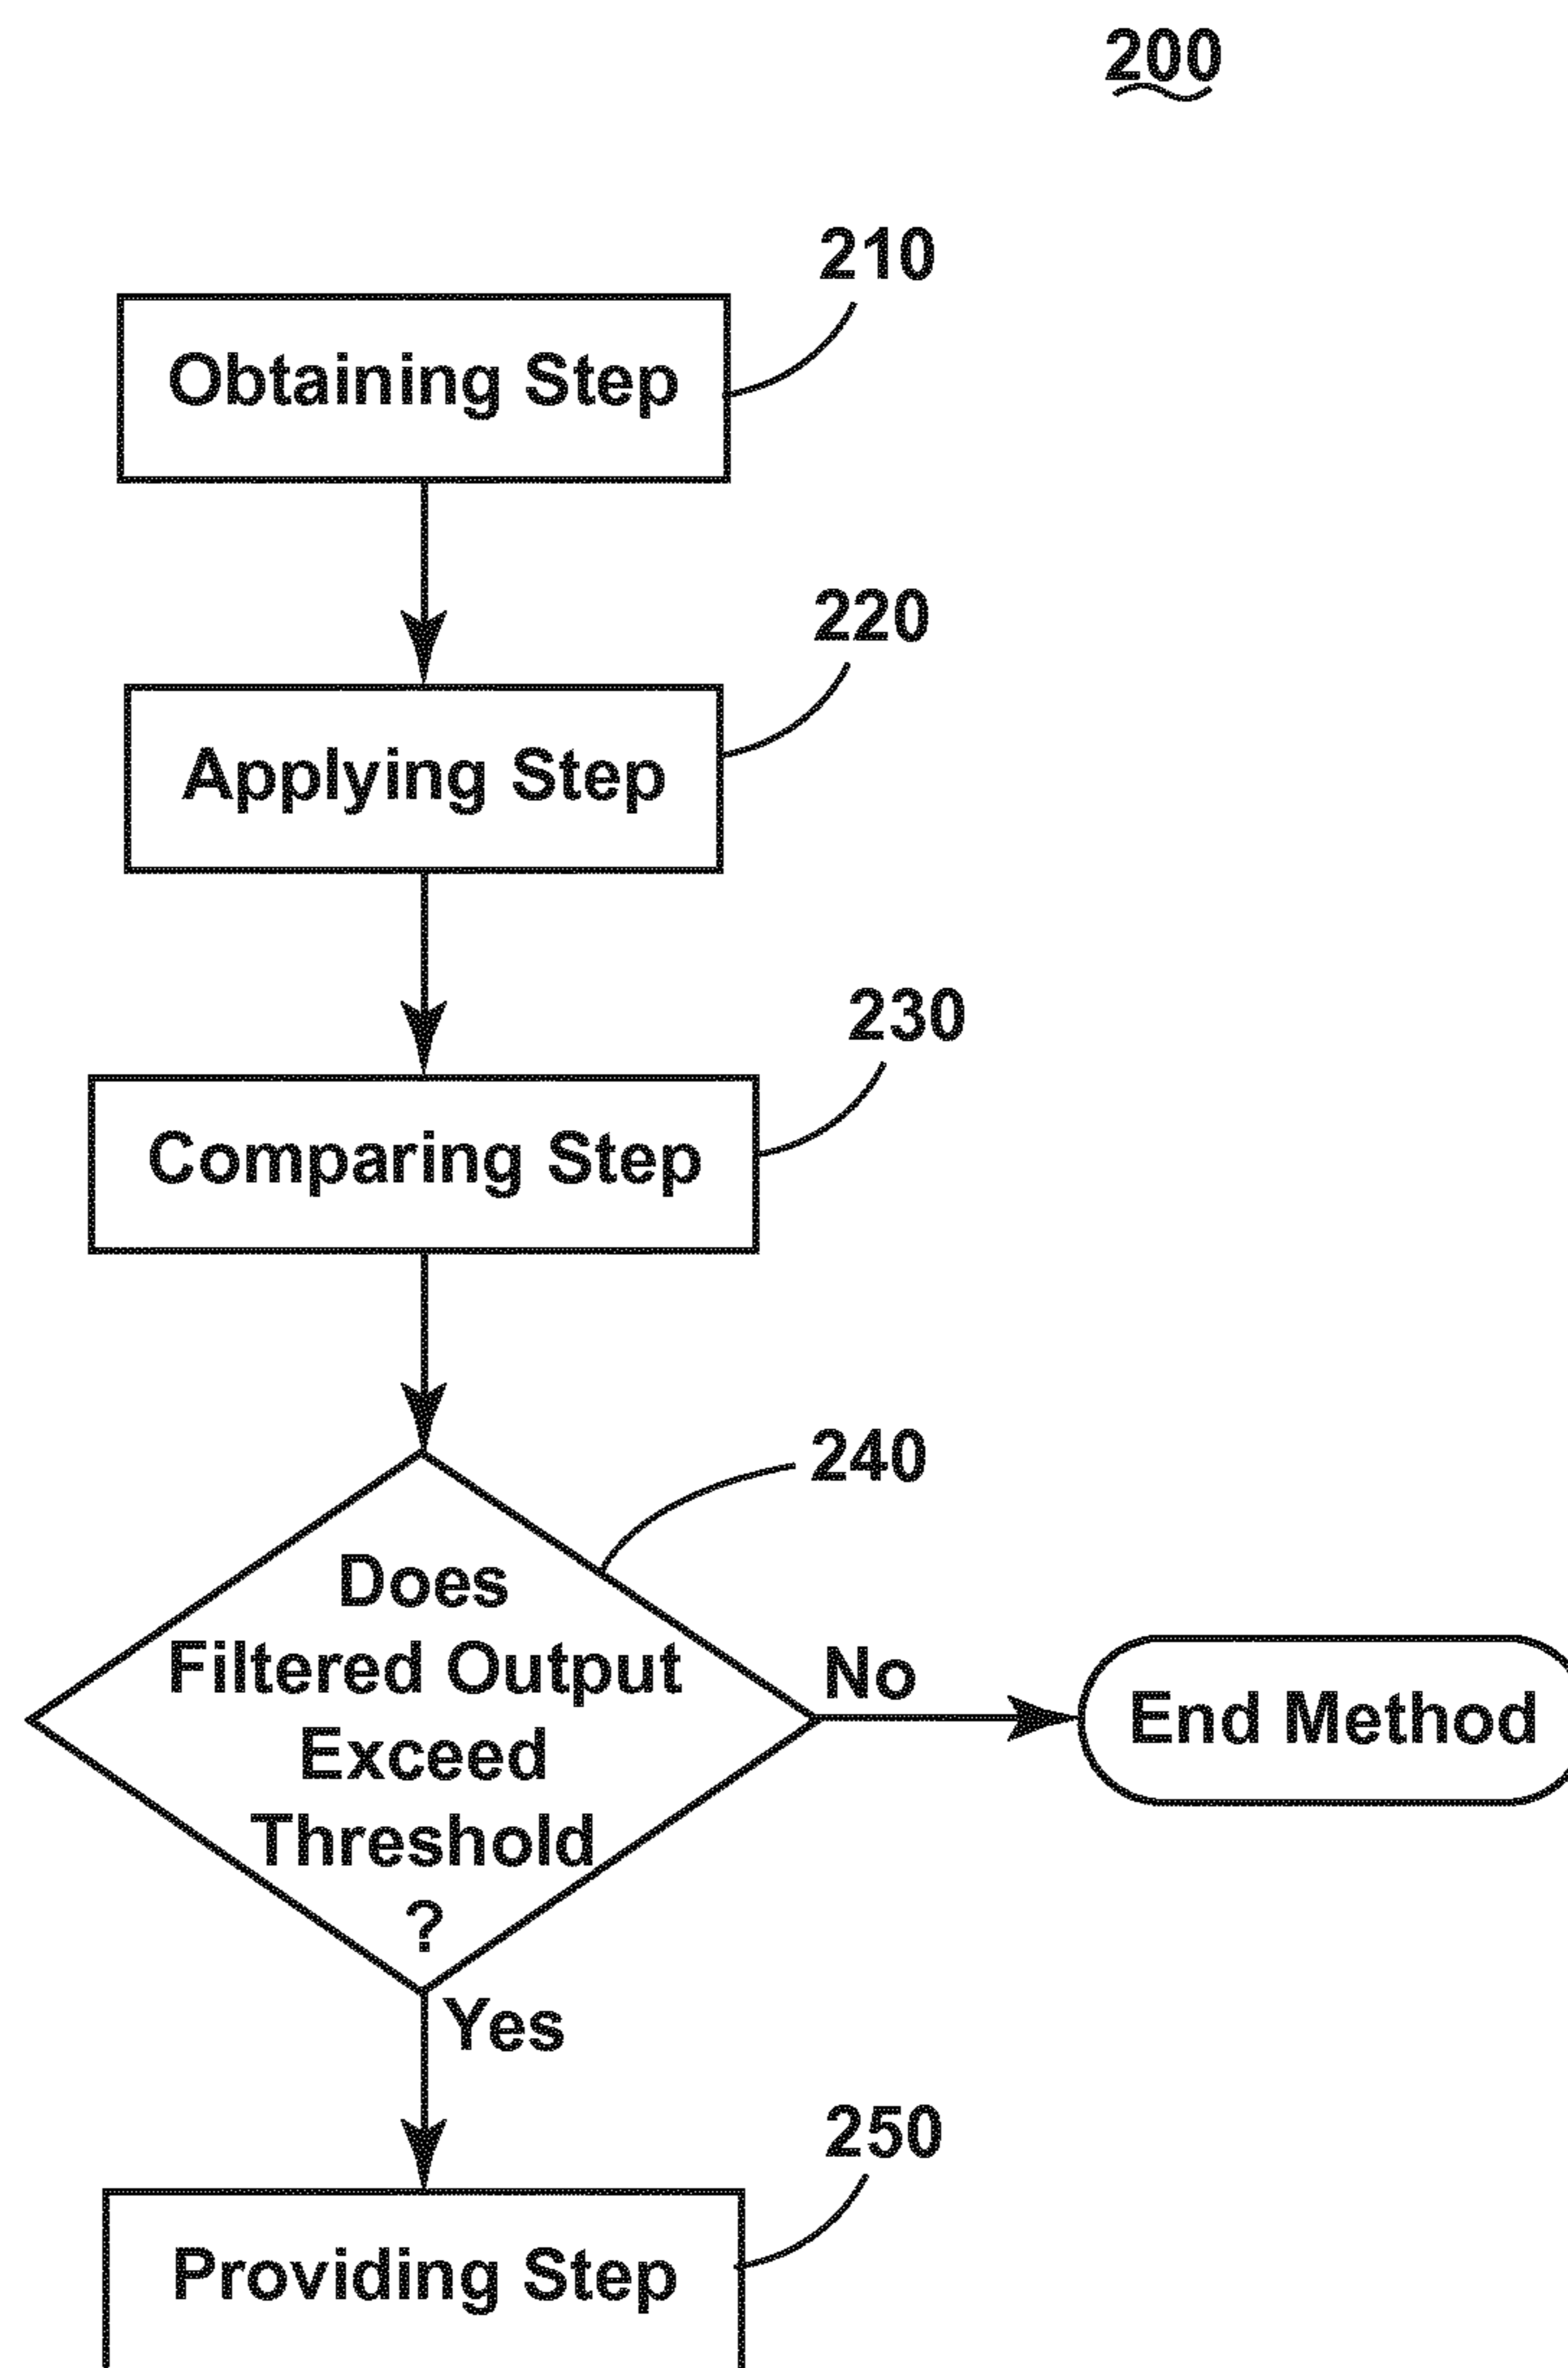 200
210
Obtaining Step
220
Applying Step
230
Comparing Step
240
Does
Filtered Output
Exceed
Threshold
?
No
End Method
Yes
250
Providing Step